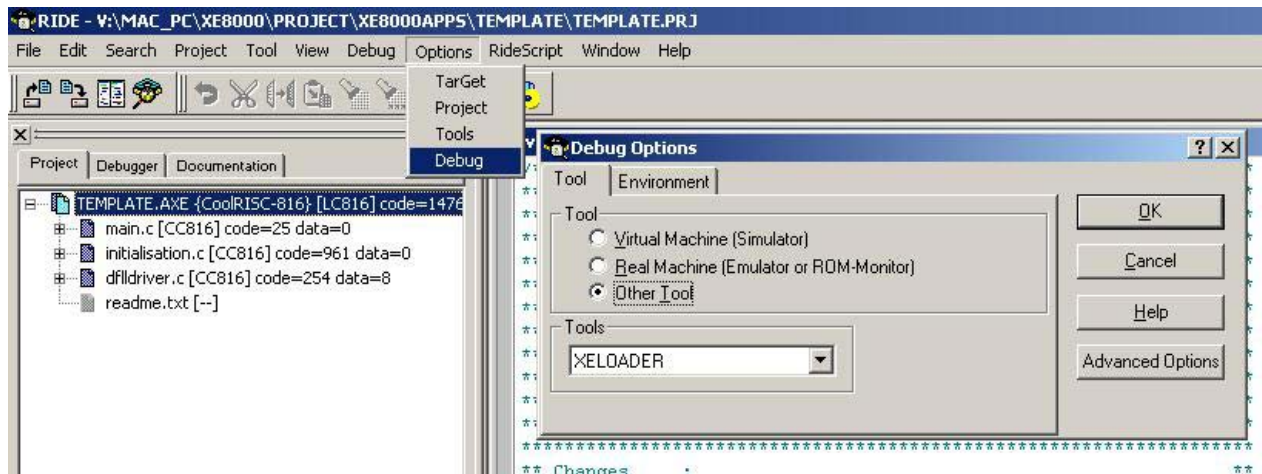 RIDE - V:\MAC_PC\XE8000\PROJECT\XE8000APPS\TEMPLATE\TEMPLATE.PRJ
File Edit Search Project Tool View Debug Options RideScript Window Help
TarGet
Project
Tools
Debug
Project Debugger Documentation
TEMPLATE.AXE {CoolRISC-816} [LC816] code=1476
main.c [CC816] code=25 data=0
initialisation.c [CC816] code=961 data=0
dflldriver.c [CC816] code=254 data=8
readme.txt [--]
Debug Options
Tool Environment
Tool
Virtual Machine (Simulator)
Real Machine (Emulator or ROM-Monitor)
Other Tool
Tools
XELOADER
OK
Cancel
Help
Advanced Options
** Changes : **